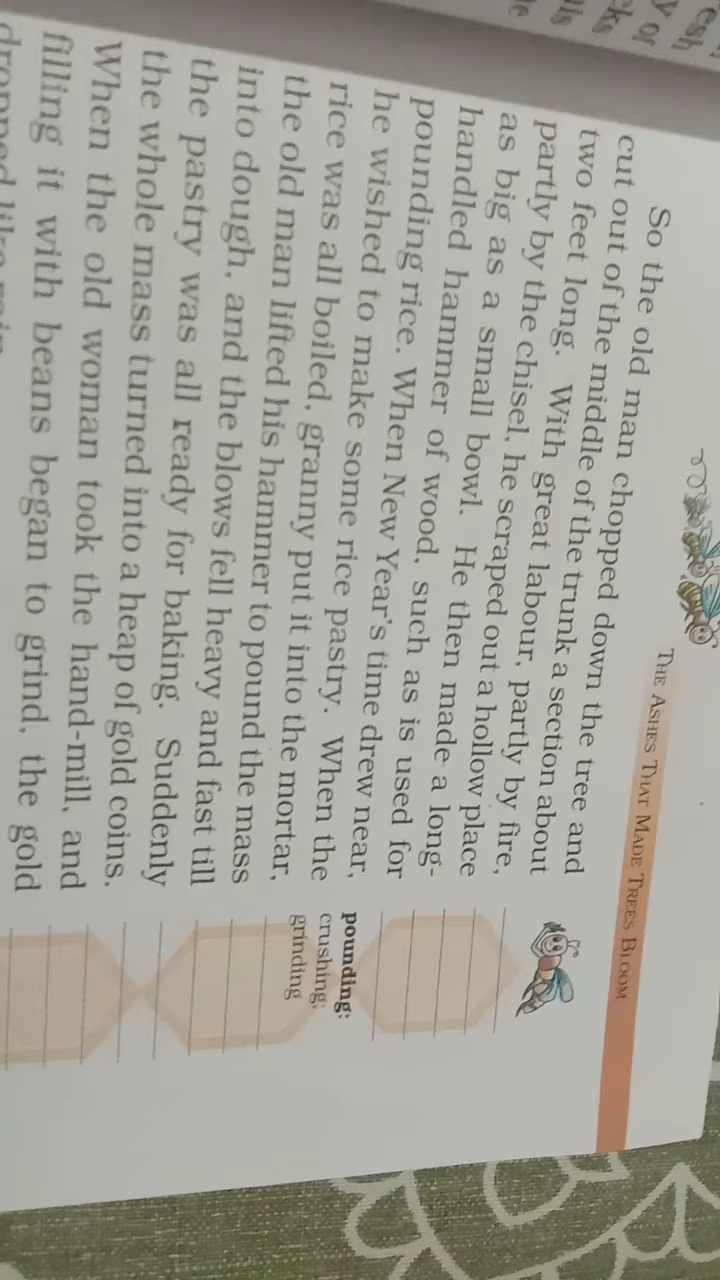 THE ASHES THAT MADE TREES BLOOM
So the old man chopped down the tree and
cut out of the middle of the trunk a section about
two feet long. With great labour, partly by fire,
partly by the chisel, he scraped out a hollow place
as big as a small bowl. He then made a long-
handled hammer of wood, such as is used for
pounding rice. When New Year's time drew near,
he wished to make some rice pastry. When the
rice was all boiled, granny put it into the mortar,
the old man lifted his hammer to pound the mass
into dough, and the blows fell heavy and fast till
the pastry was all ready for baking. Suddenly
the whole mass turned into a heap of gold coins.
When the old woman took the hand-mill, and
filling it with beans began to grind, the gold
dropped like rain
pounding:
crushing;
grinding